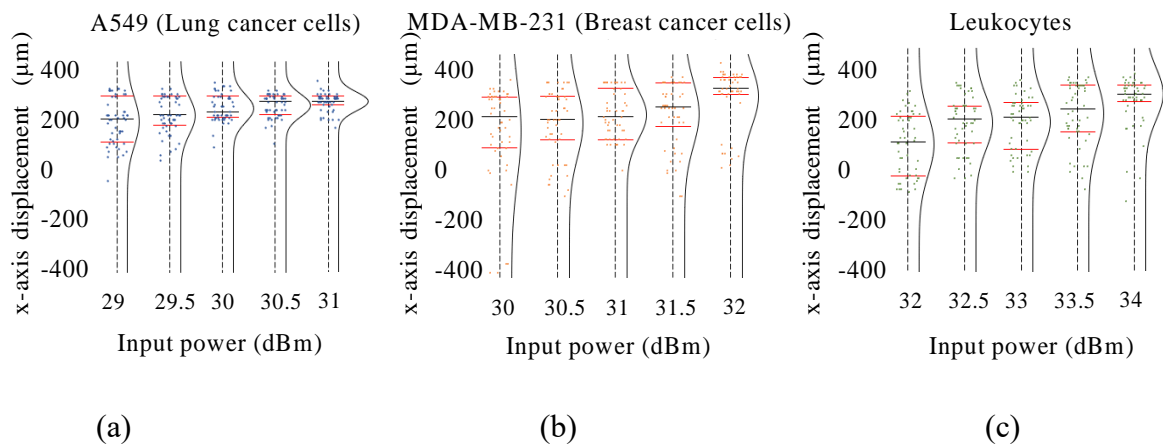 A549 (Lung cancer cells)
x-axis displacement (μm)
400
200
0
-200
-400
29 29.5 30 30.5 31
Input power (dBm)
(a)
MDA-MB-231 (Breast cancer cells)
x-axis displacement (μm)
400
200
0
-200
-400
30 30.5 31 31.5 32
Input power (dBm)
(b)
Leukocytes
x-axis displacement (μm)
400
200
0
-200
-400
32 32.5 33 33.5 34
Input power (dBm)
(c)